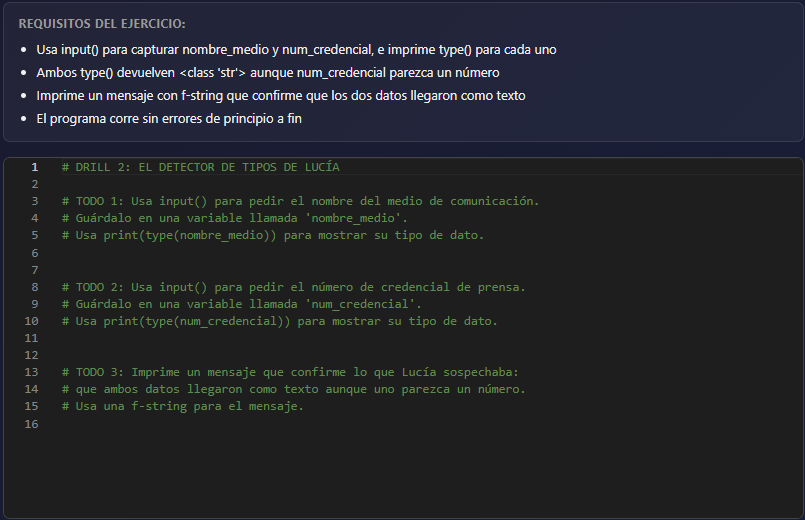 REQUISITOS DEL EJERCICIO:
• Usa input() para capturar nombre_medio y num_credencial, e imprime type() para cada uno
• Ambos type() devuelven <class 'str'> aunque num_credencial parezca un número
• Imprime un mensaje con f-string que confirme que los dos datos llegaron como texto
• El programa corre sin errores de principio a fin
1 # DRILL 2: EL DETECTOR DE TIPOS DE LUCÍA
2
3 # TODO 1: Usa input() para pedir el nombre del medio de comunicación.
4 # Guárdalo en una variable llamada 'nombre_medio'.
5 # Usa print(type(nombre_medio)) para mostrar su tipo de dato.
6
7
8 # TODO 2: Usa input() para pedir el número de credencial de prensa.
9 # Guárdalo en una variable llamada 'num_credencial'.
10 # Usa print(type(num_credencial)) para mostrar su tipo de dato.
11
12
13 # TODO 3: Imprime un mensaje que confirme lo que Lucía sospechaba:
14 # que ambos datos llegaron como texto aunque uno parezca un número.
15 # Usa una f-string para el mensaje.
16